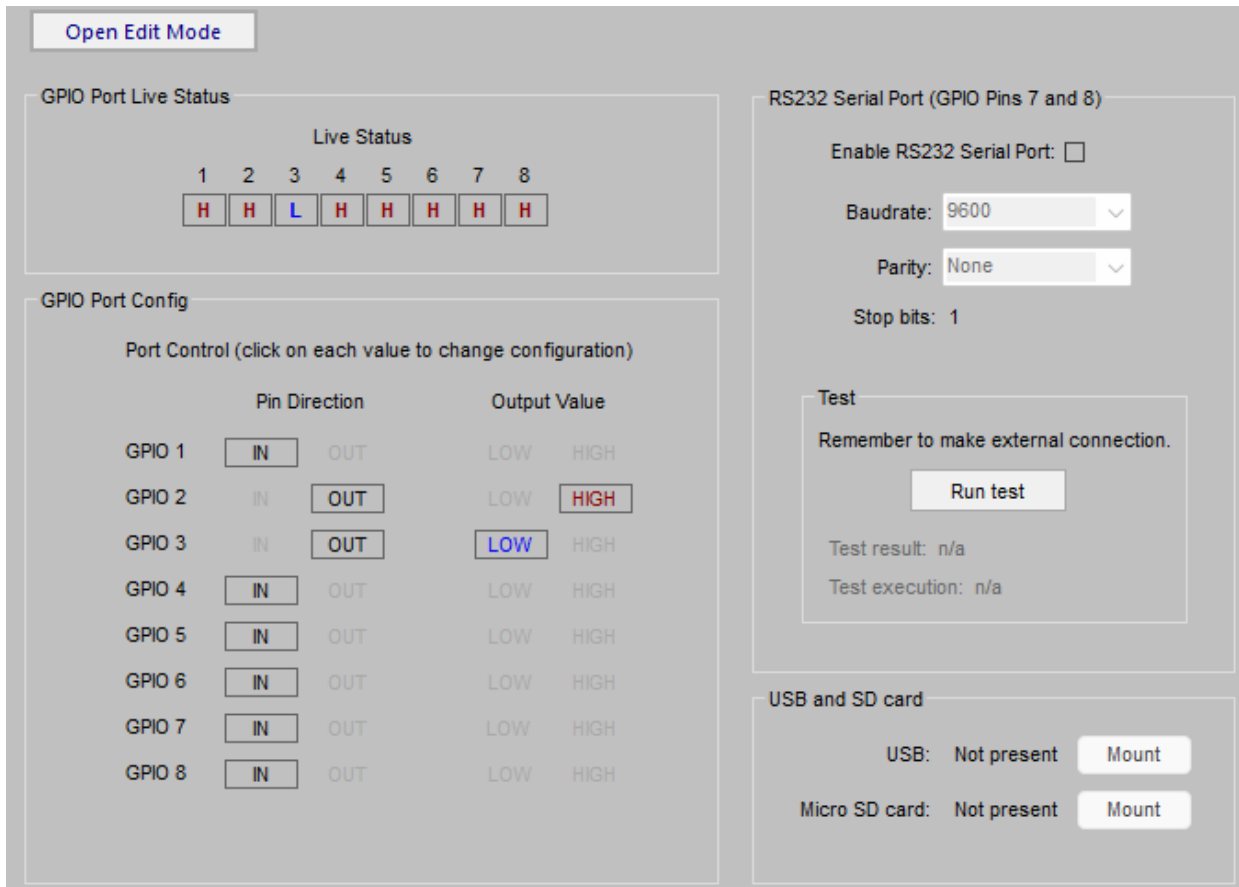 Open Edit Mode
GPIO Port Live Status
Live Status
1 2 3 4 5 6 7 8
H H L H H H H H
GPIO Port Config
Port Control (click on each value to change configuration)
Pin Direction Output Value
GPIO 1 IN OUT LOW HIGH
GPIO 2 IN OUT LOW HIGH
GPIO 3 IN OUT LOW HIGH
GPIO 4 IN OUT LOW HIGH
GPIO 5 IN OUT LOW HIGH
GPIO 6 IN OUT LOW HIGH
GPIO 7 IN OUT LOW HIGH
GPIO 8 IN OUT LOW HIGH
RS232 Serial Port (GPIO Pins 7 and 8)
Enable RS232 Serial Port:
Baudrate: 9600
Parity: None
Stop bits: 1
Test
Remember to make external connection.
Run test
Test result: n/a
Test execution: n/a
USB and SD card
USB: Not present Mount
Micro SD card: Not present Mount